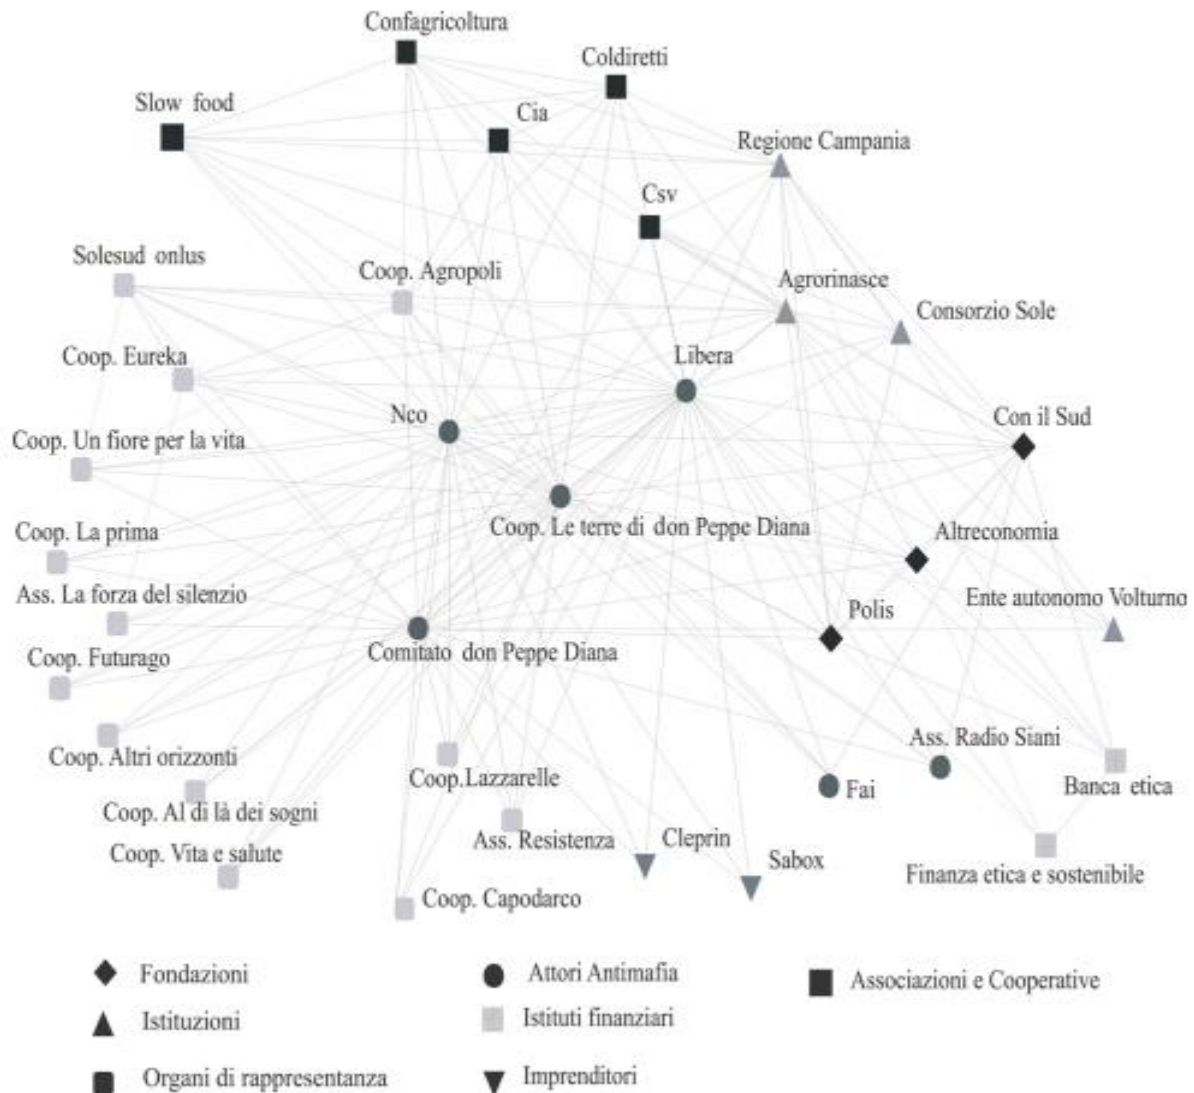 Confagricoltura
Coldiretti
Slow food
Cia
Regione Campania
Csv
Solesud onlus
Coop. Agropoli
Agrorinasce
Consorzio Sole
Coop. Eureka
Libera
Nco
Con il Sud
Coop. Un fiore per la vita
Coop. Le terre di don Peppe Diana
Coop. La prima
Altreconomia
Ass. La forza del silenzio
Ente autonomo Volturno
Polis
Coop. Futurago
Comitato don Peppe Diana
Ass. Radio Siani
Coop. Altri orizzonti
Coop.Lazzarelle
Fai
Banca etica
Coop. Al di là dei sogni
Ass. Resistenza
Cleprin
Coop. Vita e salute
Sabox
Finanza etica e sostenibile
Coop. Capodarco
Fondazioni
Attori Antimafia
Associazioni e Cooperative
Istituzioni
Istituti finanziari
Organi di rappresentanza
Imprenditori